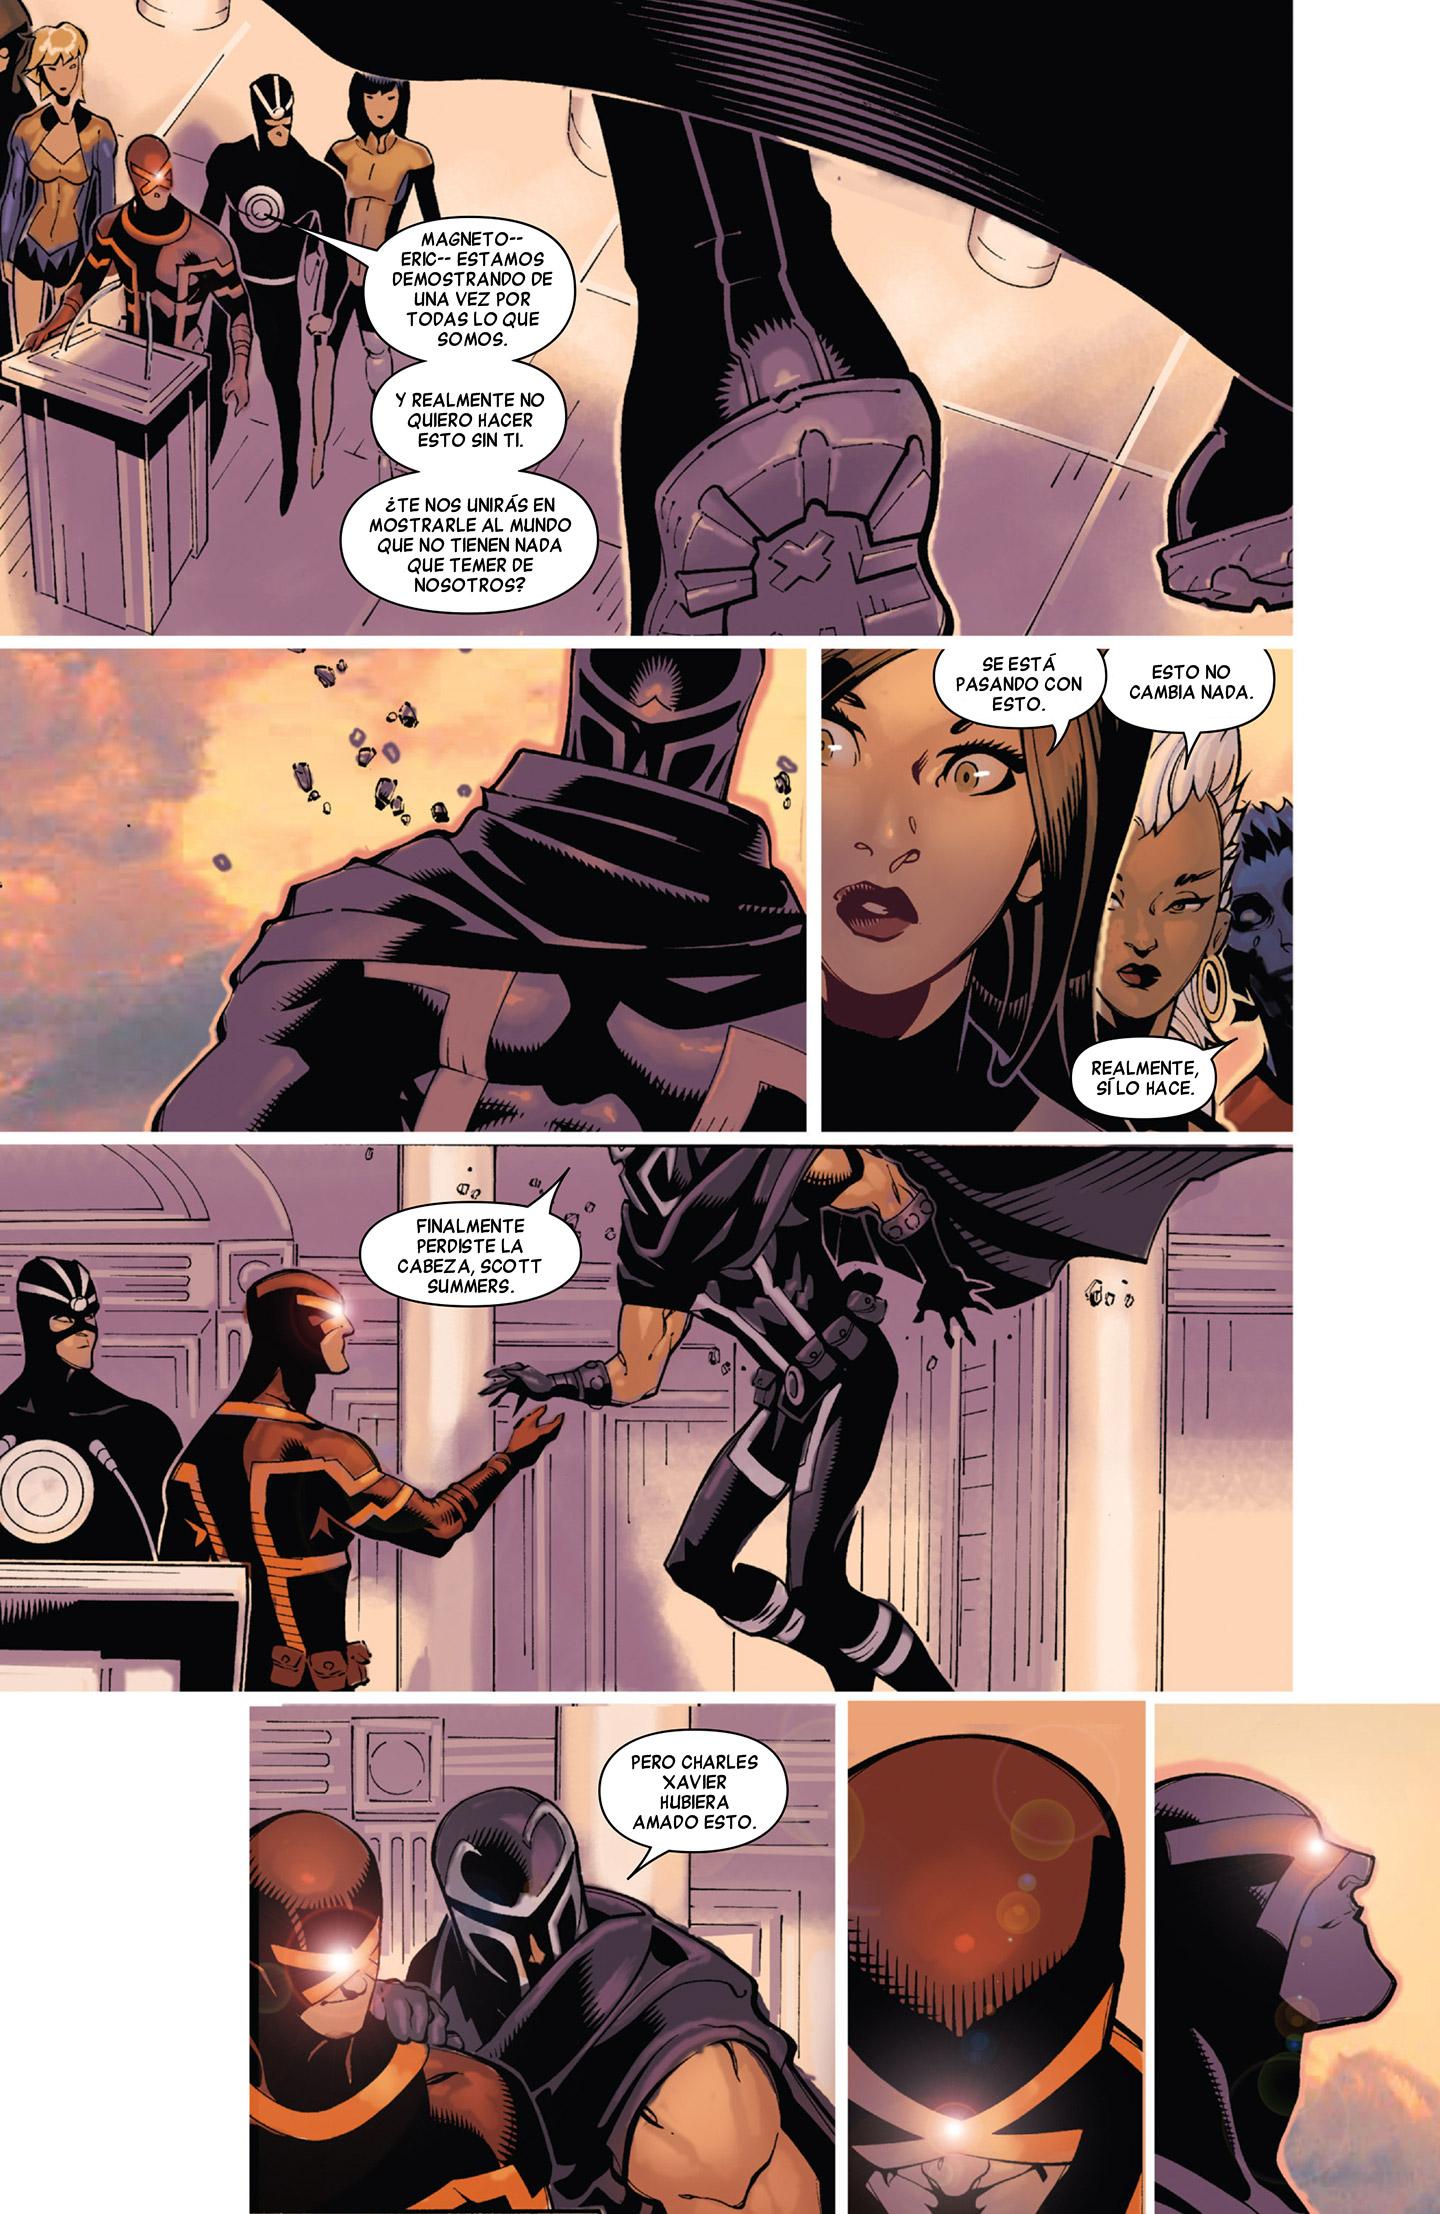 MAGNETO--
ERIC-- ESTAMOS
DEMOSTRANDO DE
UNA VEZ POR
TODAS LO QUE
SOMOS.
Y REALMENTE NO
QUIERO HACER
ESTO SIN TI.
¿TE NOS UNIRÁS EN
MOSTRARLE AL MUNDO
QUE NO TIENEN NADA
QUE TEMER DE
NOSOTROS?
SE ESTÁ
PASANDO CON
ESTO.
ESTO NO
CAMBIA NADA.
REALMENTE,
SÍ LO HACE.
FINALMENTE
PERDISTE LA
CABEZA, SCOTT
SUMMERS.
PERO CHARLES
XAVIER
HUBIERA
AMADO ESTO.